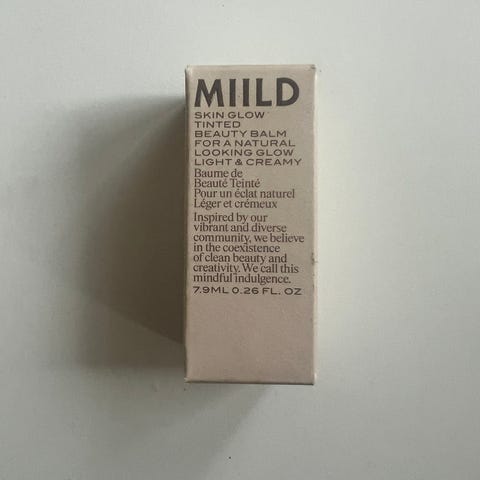 MIILD
SKIN GLOW
TINTED
BEAUTY BALM
FOR A NATURAL
LOOKING GLOW
LIGHT & CREAMY
Baume de
Beauté Teinté
Pour un éclat naturel
Léger et crémeux
Inspired by our
vibrant and diverse
community, we believe
in the coexistence
of clean beauty and
creativity. We call this
mindful indulgence.
7.9ML 0.26 FL. OZ